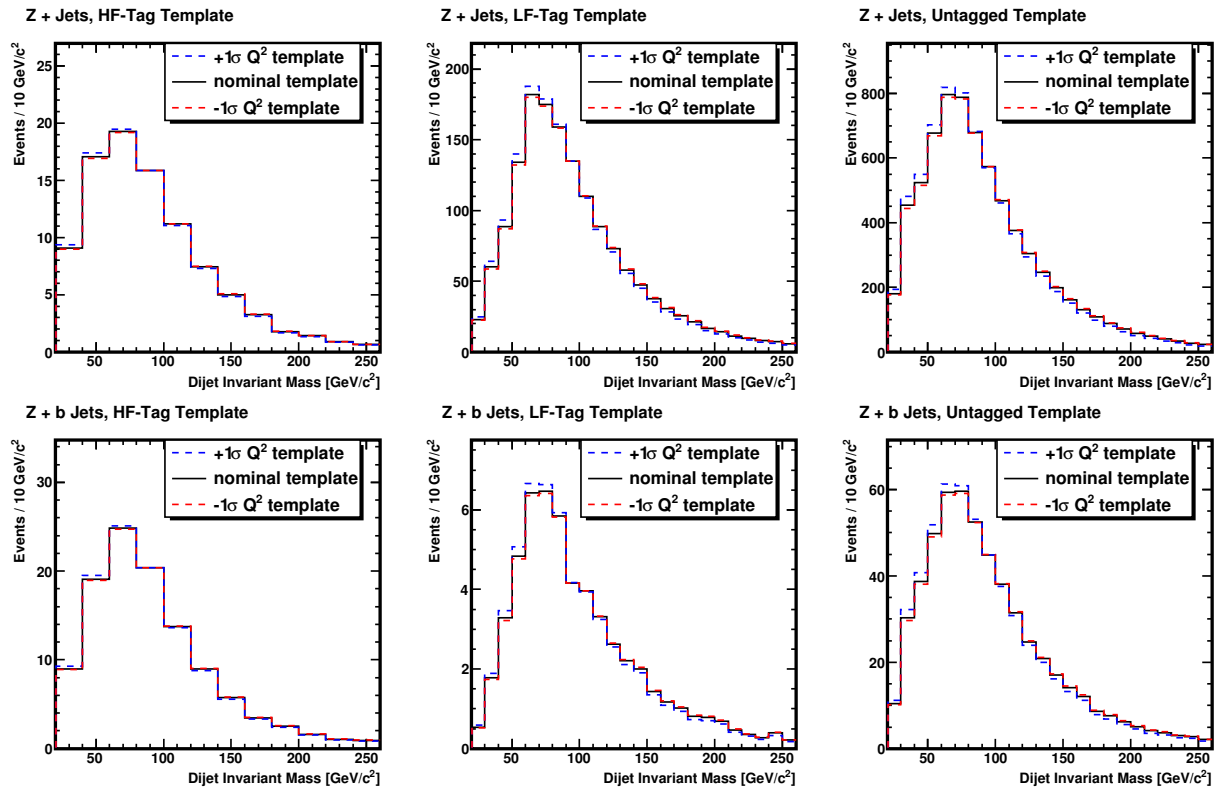 Z + Jets, HF-Tag Template
Events / 10 GeV/c²
25
20
15
10
5
0
+1σ Q² template
nominal template
-1σ Q² template
50 100 150 200 250
Dijet Invariant Mass [GeV/c²]
Z + Jets, LF-Tag Template
Events / 10 GeV/c²
200
150
100
50
0
+1σ Q² template
nominal template
-1σ Q² template
50 100 150 200 250
Dijet Invariant Mass [GeV/c²]
Z + Jets, Untagged Template
Events / 10 GeV/c²
800
600
400
200
0
+1σ Q² template
nominal template
-1σ Q² template
50 100 150 200 250
Dijet Invariant Mass [GeV/c²]
Z + b Jets, HF-Tag Template
Events / 10 GeV/c²
30
20
10
0
+1σ Q² template
nominal template
-1σ Q² template
50 100 150 200 250
Dijet Invariant Mass [GeV/c²]
Z + b Jets, LF-Tag Template
Events / 10 GeV/c²
6
4
2
0
+1σ Q² template
nominal template
-1σ Q² template
50 100 150 200 250
Dijet Invariant Mass [GeV/c²]
Z + b Jets, Untagged Template
Events / 10 GeV/c²
60
40
20
0
+1σ Q² template
nominal template
-1σ Q² template
50 100 150 200 250
Dijet Invariant Mass [GeV/c²]